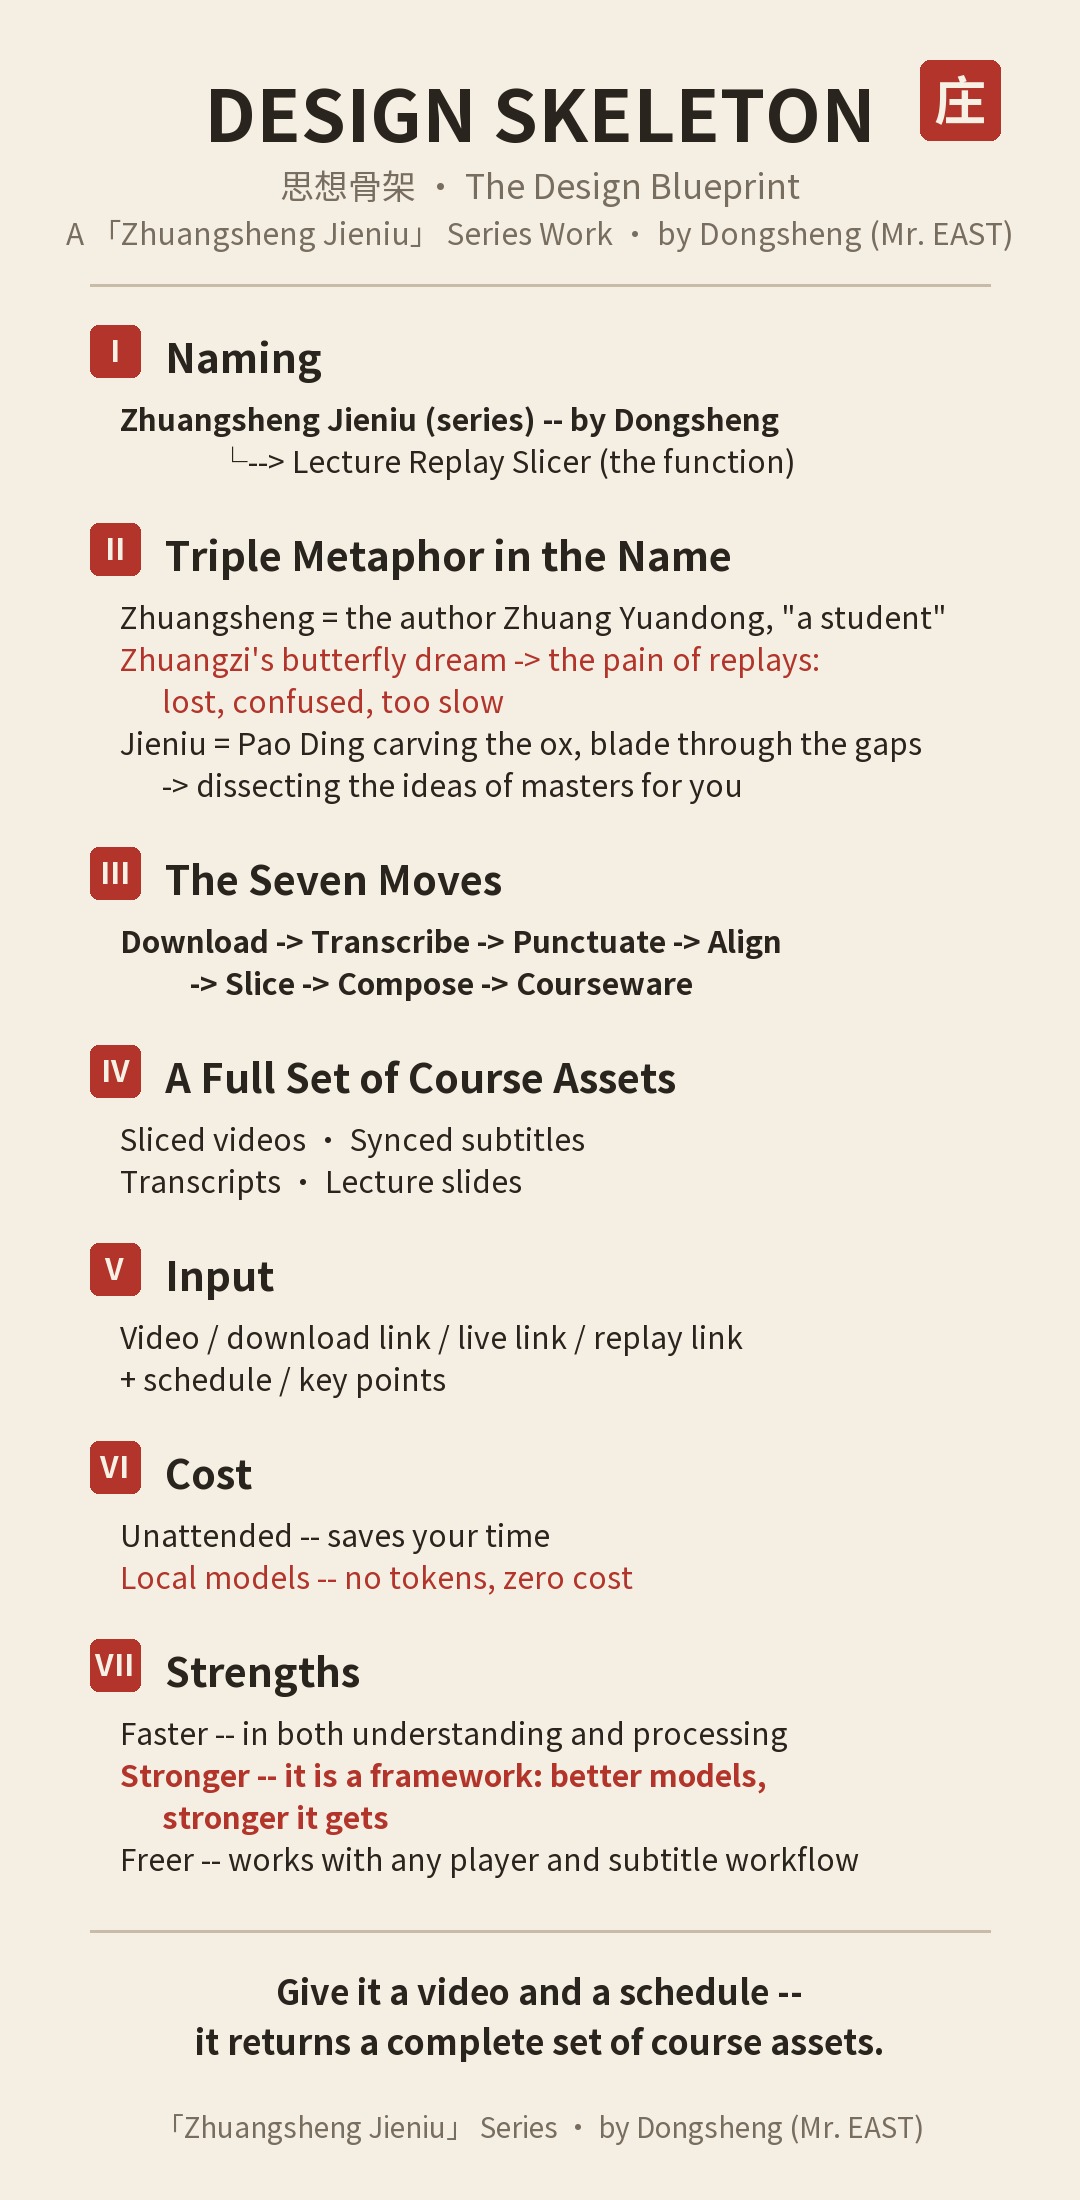 DESIGN SKELETON
庄
思想骨架 · The Design Blueprint
A 「Zhuangsheng Jieniu」 Series Work · by Dongsheng (Mr. EAST)
I Naming
Zhuangsheng Jieniu (series) -- by Dongsheng
└--> Lecture Replay Slicer (the function)
II Triple Metaphor in the Name
Zhuangsheng = the author Zhuang Yuandong, "a student"
Zhuangzi's butterfly dream -> the pain of replays:
lost, confused, too slow
Jieniu = Pao Ding carving the ox, blade through the gaps
-> dissecting the ideas of masters for you
III The Seven Moves
Download -> Transcribe -> Punctuate -> Align
-> Slice -> Compose -> Courseware
IV A Full Set of Course Assets
Sliced videos · Synced subtitles
Transcripts · Lecture slides
V Input
Video / download link / live link / replay link
+ schedule / key points
VI Cost
Unattended -- saves your time
Local models -- no tokens, zero cost
VII Strengths
Faster -- in both understanding and processing
Stronger -- it is a framework: better models,
stronger it gets
Freer -- works with any player and subtitle workflow
Give it a video and a schedule --
it returns a complete set of course assets.
「Zhuangsheng Jieniu」 Series · by Dongsheng (Mr. EAST)